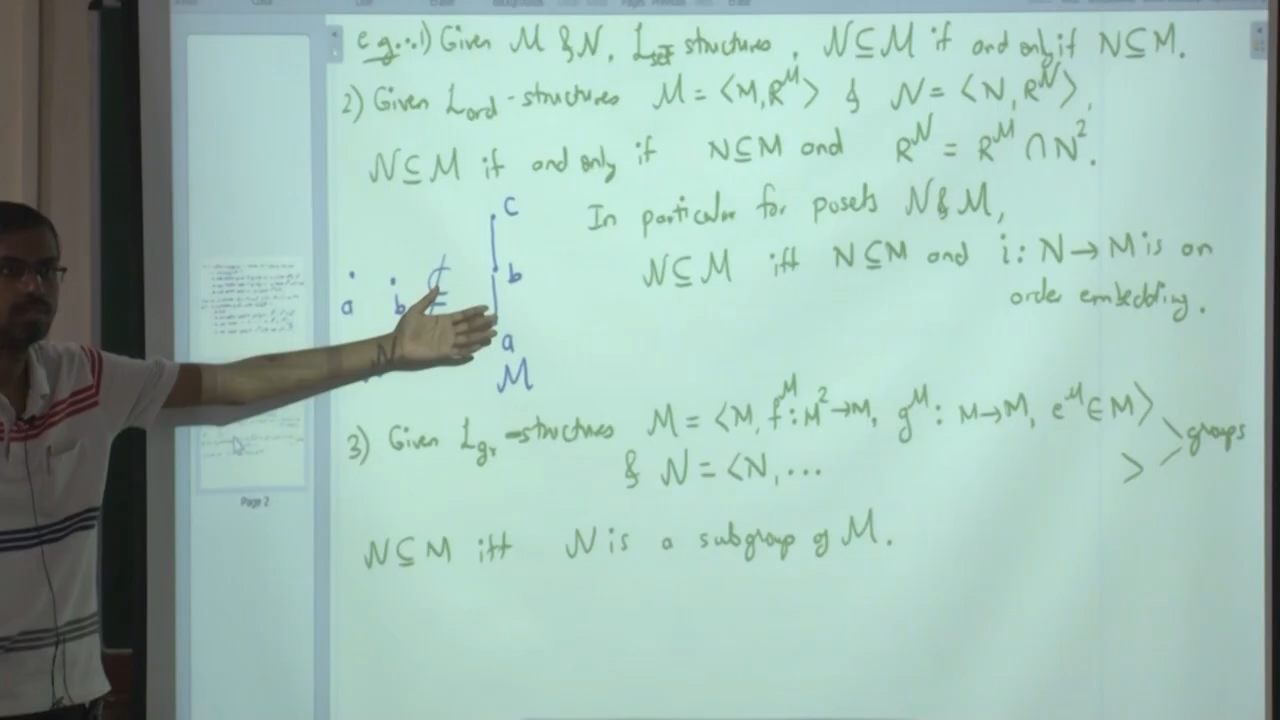 e.g.:1) Given 𝓜 & 𝓝, L_set structures, 𝓝 ⊆ 𝓜 if and only if N ⊆ M.
2) Given L_ord - structures 𝓜 = ⟨M, R^𝓜⟩ & 𝓝 = ⟨N, R^𝓝⟩,
𝓝 ⊆ 𝓜 if and only if N ⊆ M and R^𝓝 = R^𝓜 ∩ N².
In particular for posets 𝓝 & 𝓜,
𝓝 ⊆ 𝓜 iff N ⊆ M and i: N → M is an
order embedding.
a b ⊄ c b a
𝓝 𝓜
3) Given L_gr - structures 𝓜 = ⟨M, f^𝓜: M² → M, g^𝓜: M → M, e^𝓜 ∈ M⟩
& 𝓝 = ⟨N, ... ⟩ groups
𝓝 ⊆ 𝓜 iff 𝓝 is a subgroup of 𝓜.
Page 2